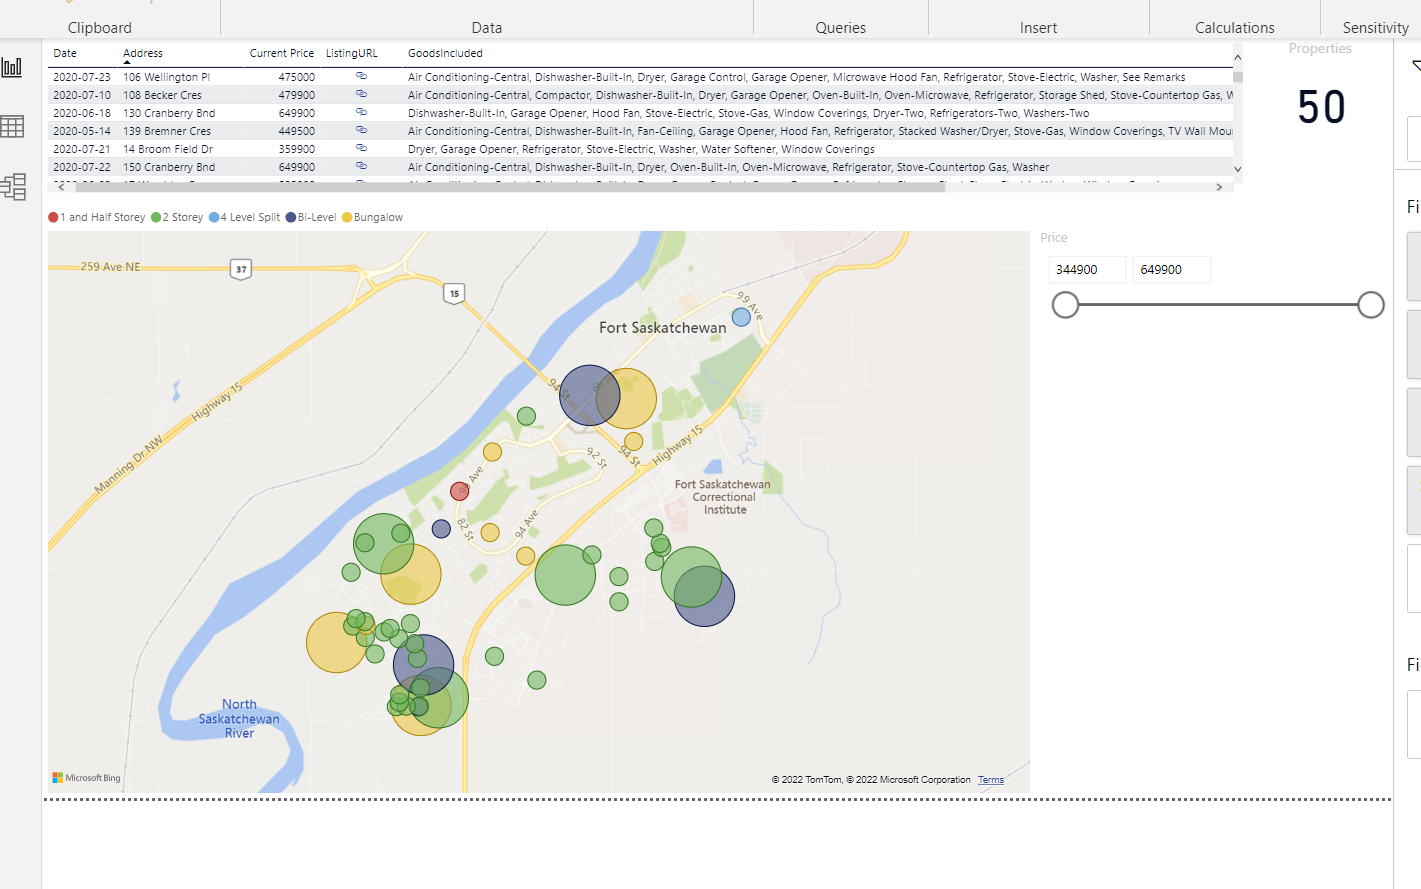 Clipboard Data Queries Insert Calculations Sensitivity
Date Address Current Price ListingURL GoodsIncluded
2020-07-23 106 Wellington Pl 475000 Air Conditioning-Central, Dishwasher-Built-In, Dryer, Garage Control, Garage Opener, Microwave Hood Fan, Refrigerator, Stove-Electric, Washer, See Remarks
2020-07-10 108 Becker Cres 479900 Air Conditioning-Central, Compactor, Dishwasher-Built-In, Dryer, Garage Opener, Oven-Built-In, Oven-Microwave, Refrigerator, Storage Shed, Stove-Countertop Gas, W
2020-06-18 130 Cranberry Bnd 649900 Dishwasher-Built-In, Garage Opener, Hood Fan, Stove-Electric, Stove-Gas, Window Coverings, Dryer-Two, Refrigerators-Two, Washers-Two
2020-05-14 139 Bremner Cres 449500 Air Conditioning-Central, Dishwasher-Built-In, Fan-Ceiling, Garage Opener, Hood Fan, Refrigerator, Stacked Washer/Dryer, Stove-Gas, Window Coverings, TV Wall Mou
2020-07-21 14 Broom Field Dr 359900 Dryer, Garage Opener, Refrigerator, Stove-Electric, Washer, Water Softener, Window Coverings
2020-07-22 150 Cranberry Bnd 649900 Air Conditioning-Central, Dishwasher-Built-In, Dryer, Oven-Built-In, Oven-Microwave, Refrigerator, Stove-Countertop Gas, Washer
Properties
50
1 and Half Storey 2 Storey 4 Level Split Bi-Level Bungalow
Price
344900 649900
Fi
Fi
259 Ave NE
37
15
99 Ave
Fort Saskatchewan
94 St
Highway 15
Manning Dr NW
94 St
Highway 15
92 St
Ave
Fort Saskatchewan
Correctional
Institute
82 St
94 Ave
North
Saskatchewan
River
Microsoft Bing
© 2022 TomTom, © 2022 Microsoft Corporation Terms